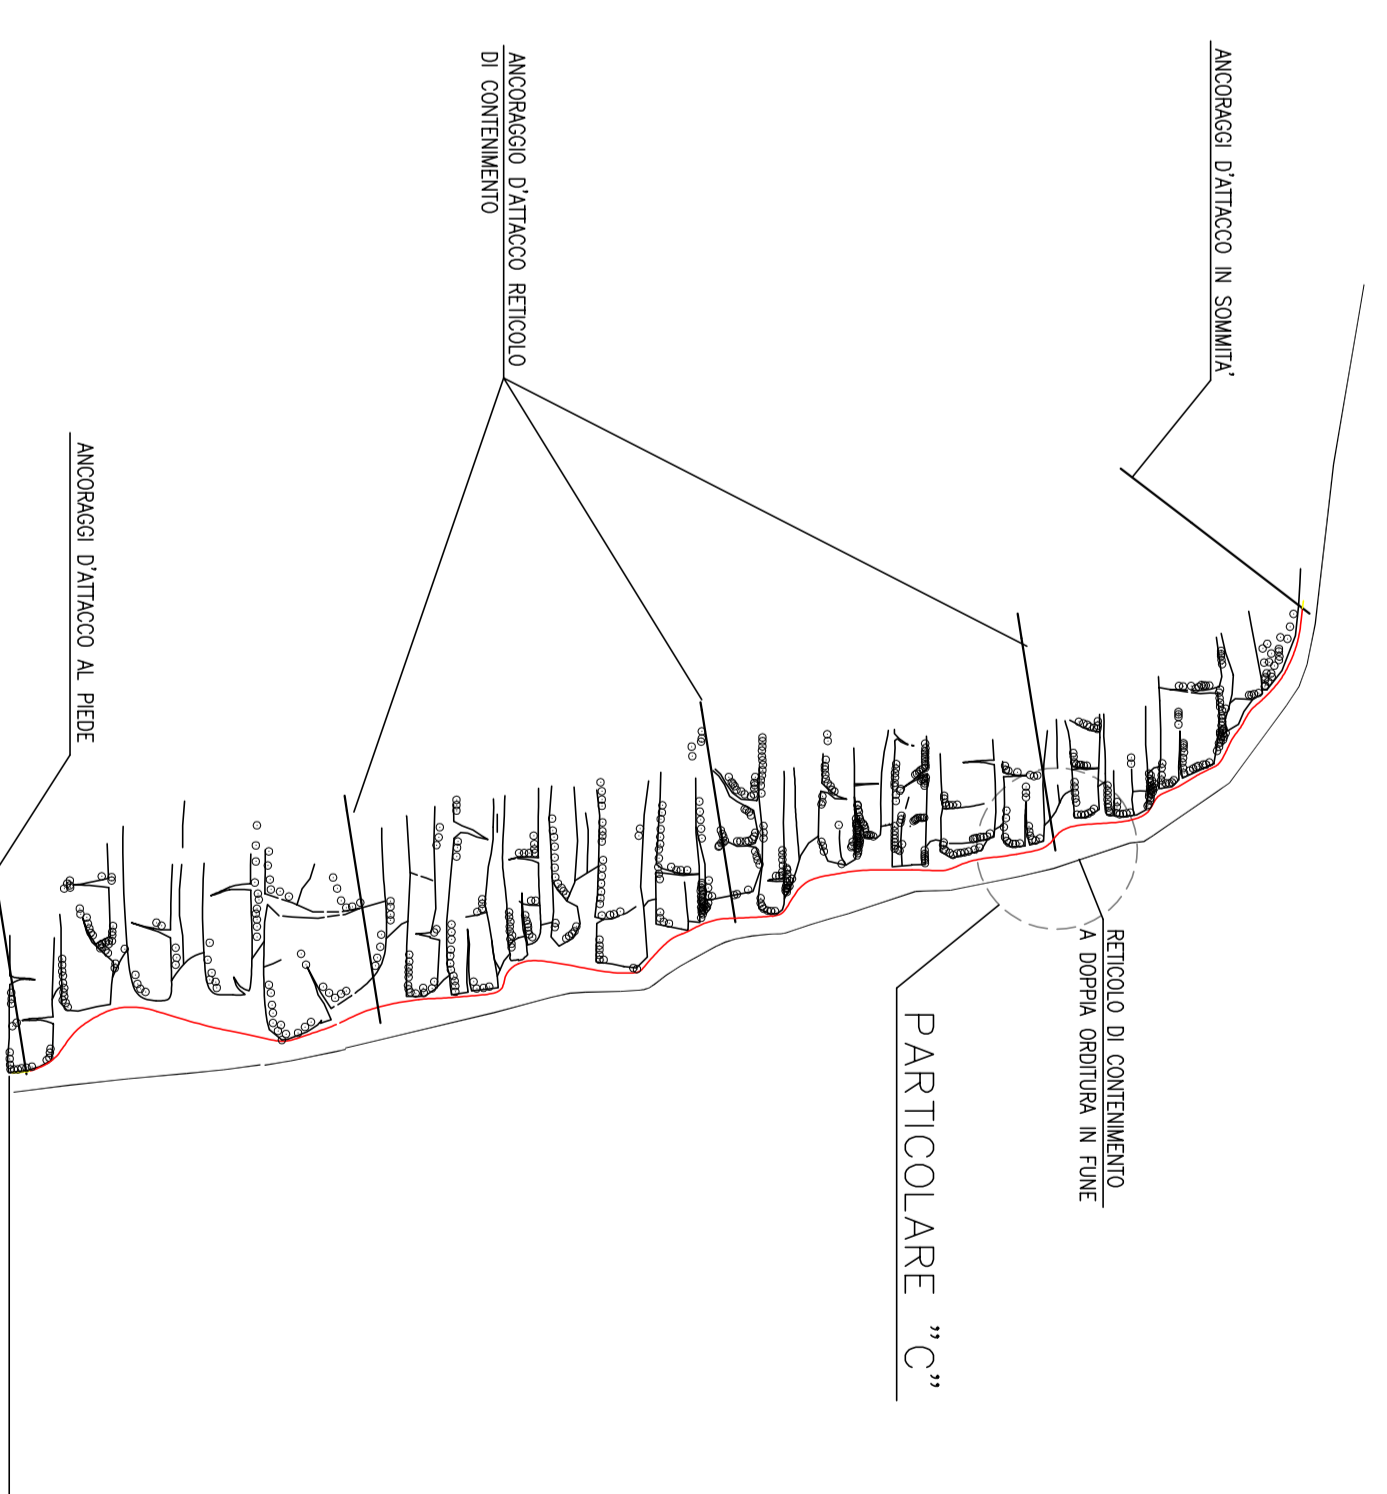 ANCORAGGI D'ATTACCO IN SOMMITA'
ANCORAGGIO D'ATTACCO RETICOLO
DI CONTENIMENTO
RETICOLO DI CONTENIMENTO
A DOPPIA ORDITURA IN FUNE
PARTICOLARE "C"
ANCORAGGI D'ATTACCO AL PIEDE